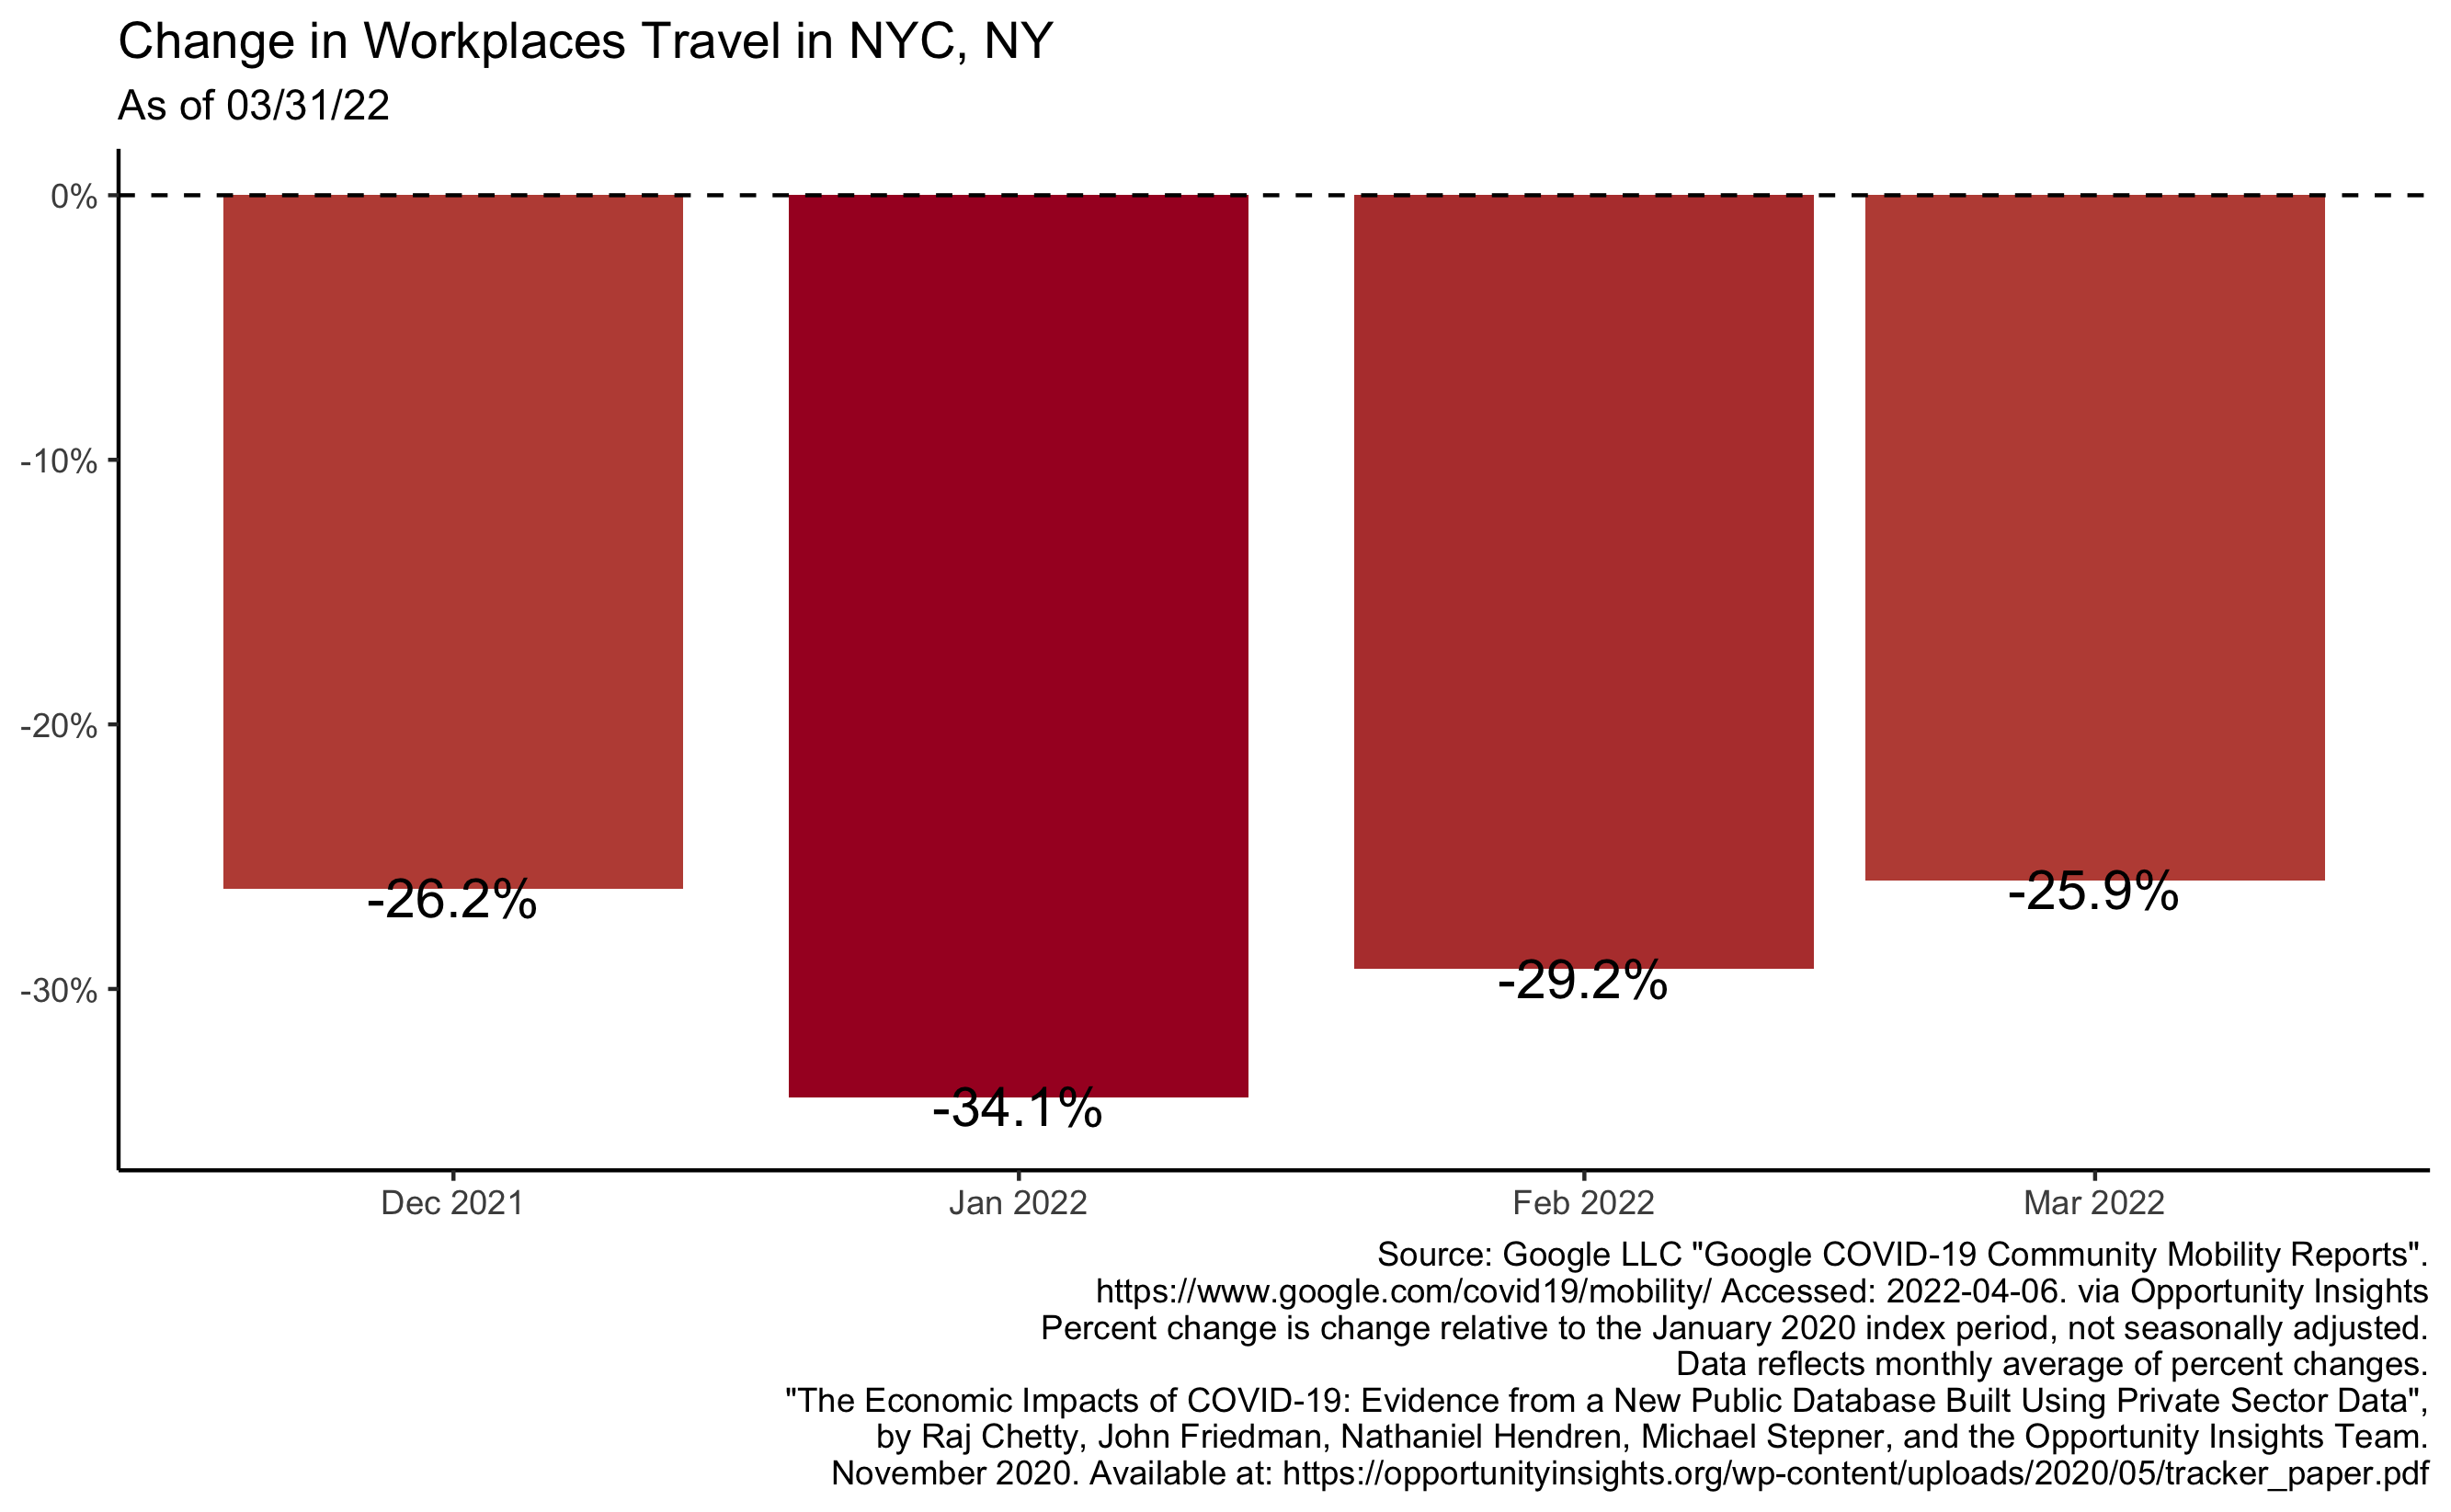 Change in Workplaces Travel in NYC, NY
As of 03/31/22
0%
-10%
-20%
-30%
-26.2%
-34.1%
-29.2%
-25.9%
Dec 2021
Jan 2022
Feb 2022
Mar 2022
Source: Google LLC "Google COVID-19 Community Mobility Reports".
https://www.google.com/covid19/mobility/ Accessed: 2022-04-06. via Opportunity Insights
Percent change is change relative to the January 2020 index period, not seasonally adjusted.
Data reflects monthly average of percent changes.
"The Economic Impacts of COVID-19: Evidence from a New Public Database Built Using Private Sector Data",
by Raj Chetty, John Friedman, Nathaniel Hendren, Michael Stepner, and the Opportunity Insights Team.
November 2020. Available at: https://opportunityinsights.org/wp-content/uploads/2020/05/tracker_paper.pdf